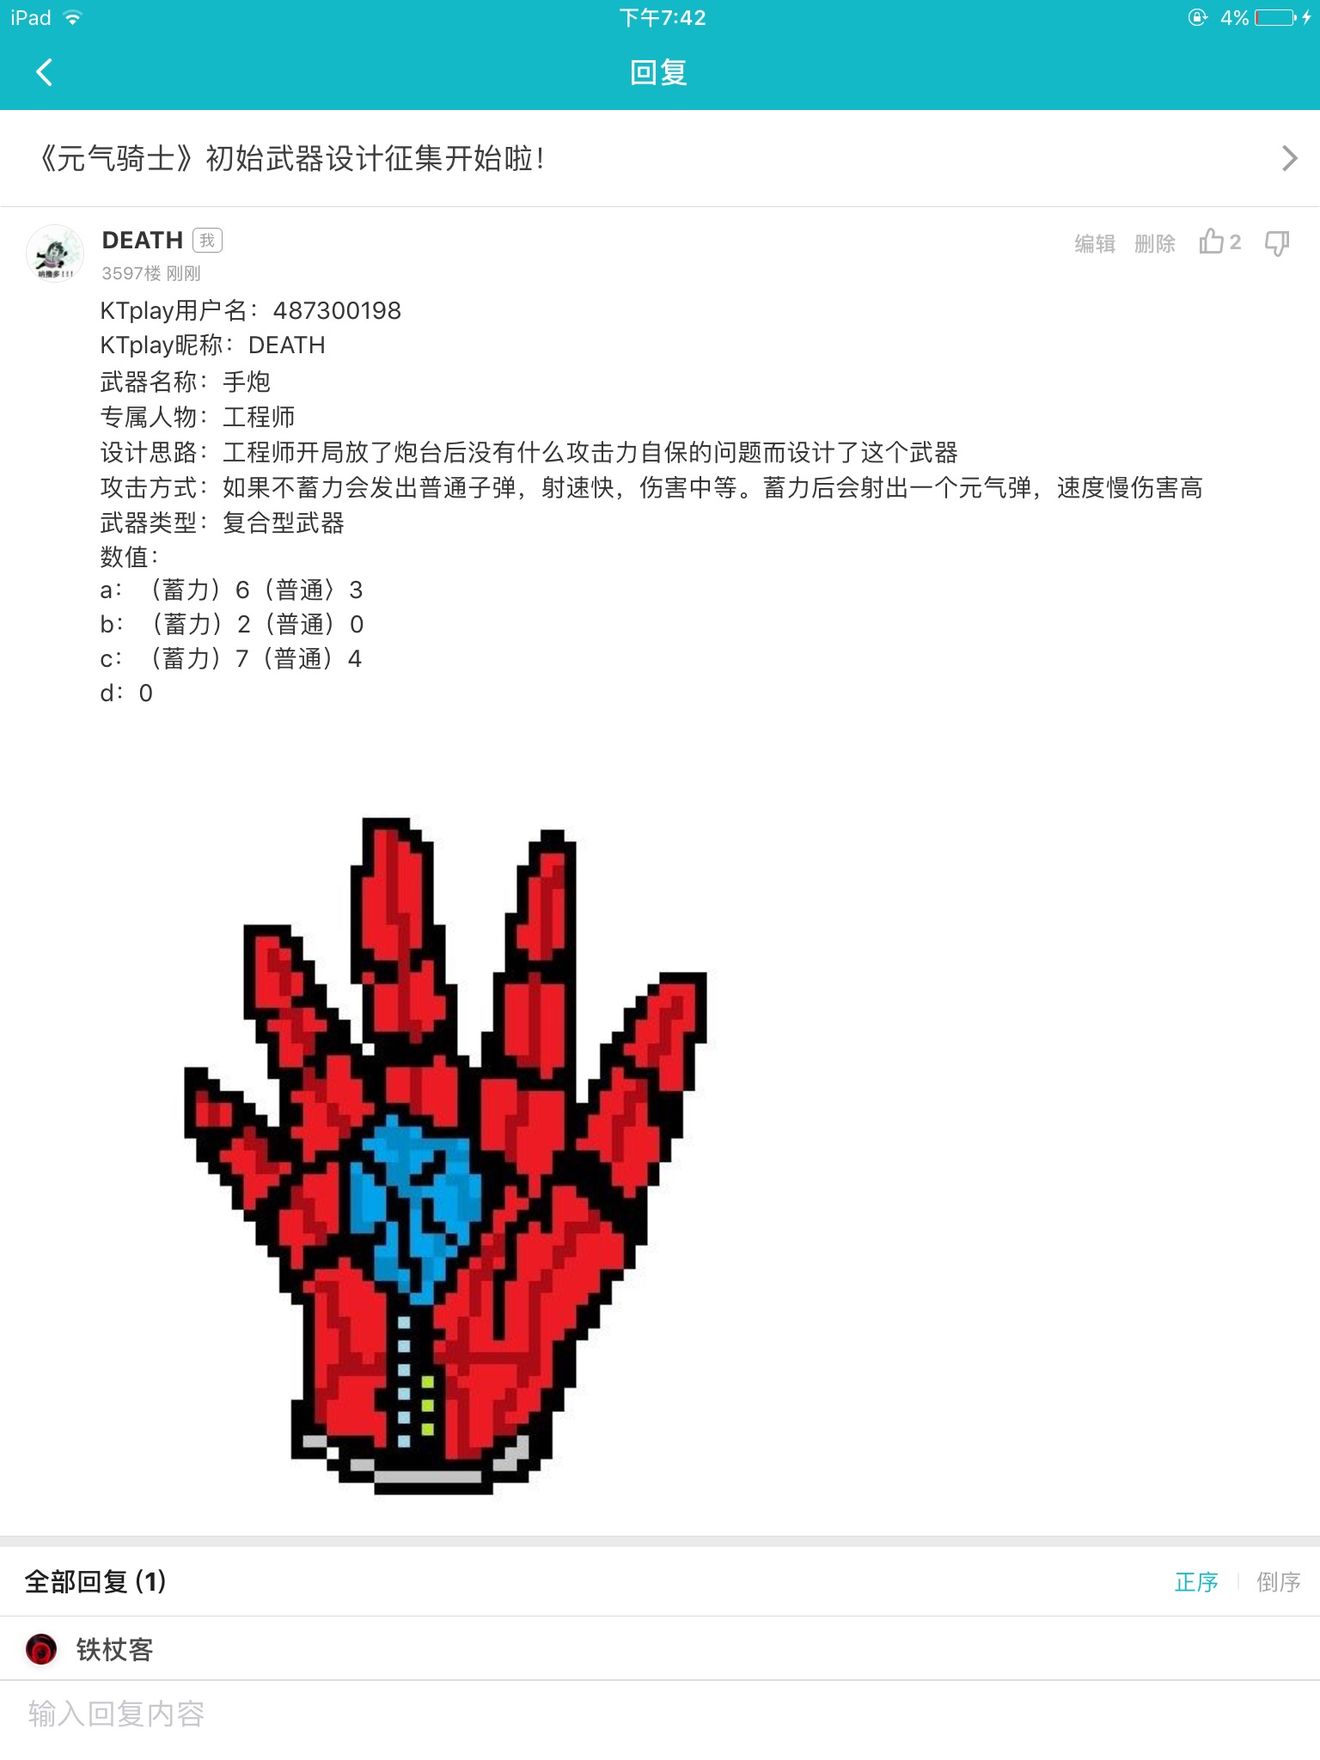 iPad
下午7:42
4%
回复
《元气骑士》初始武器设计征集开始啦！
DEATH 我
编辑 删除 2
3597楼 刚刚
KTplay用户名：487300198
KTplay昵称：DEATH
武器名称：手炮
专属人物：工程师
设计思路：工程师开局放了炮台后没有什么攻击力自保的问题而设计了这个武器
攻击方式：如果不蓄力会发出普通子弹，射速快，伤害中等。蓄力后会射出一个元气弹，速度慢伤害高
武器类型：复合型武器
数值：
a：（蓄力）6（普通〉3
b：（蓄力）2（普通）0
c：（蓄力）7（普通）4
d：0
全部回复 (1)
正序 倒序
铁杖客
输入回复内容